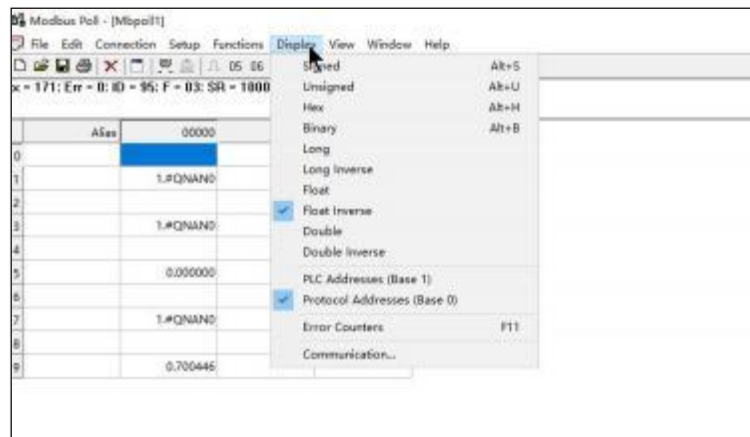 Modbus Poll - [Mbpoll1]
File Edit Connection Setup Functions Display View Window Help
05 06
x = 171: Err = 0: ID = 95: F = 03: SR = 1000
Alias 00000
0
1 1.#QNAN0
2
3 1.#QNAN0
4
5 0.000000
6
7 1.#QNAN0
8
9 0.700446
Signed Alt+S
Unsigned Alt+U
Hex Alt+H
Binary Alt+B
Long
Long Inverse
Float
Float Inverse
Double
Double Inverse
PLC Addresses (Base 1)
Protocol Addresses (Base 0)
Error Counters F11
Communication...